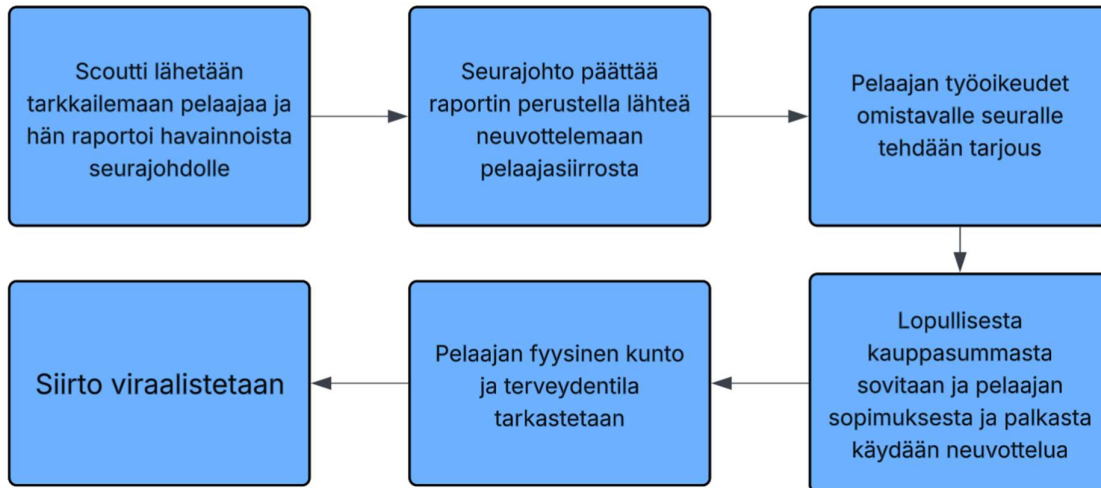 Scoutti lähetään
tarkkailemaan pelaajaa ja
hän raportoi havainnoista
seurajohdolle
Seurajohto päättää
raportin perustella lähteä
neuvottelemaan
pelaajasiirrosta
Pelaajan työoikeudet
omistavalle seuralle
tehdään tarjous
Lopullisesta
kauppasummasta
sovitaan ja pelaajan
sopimuksesta ja palkasta
käydään neuvottelua
Pelaajan fyysinen kunto
ja terveydentila
tarkastetaan
Siirto viraalistetaan